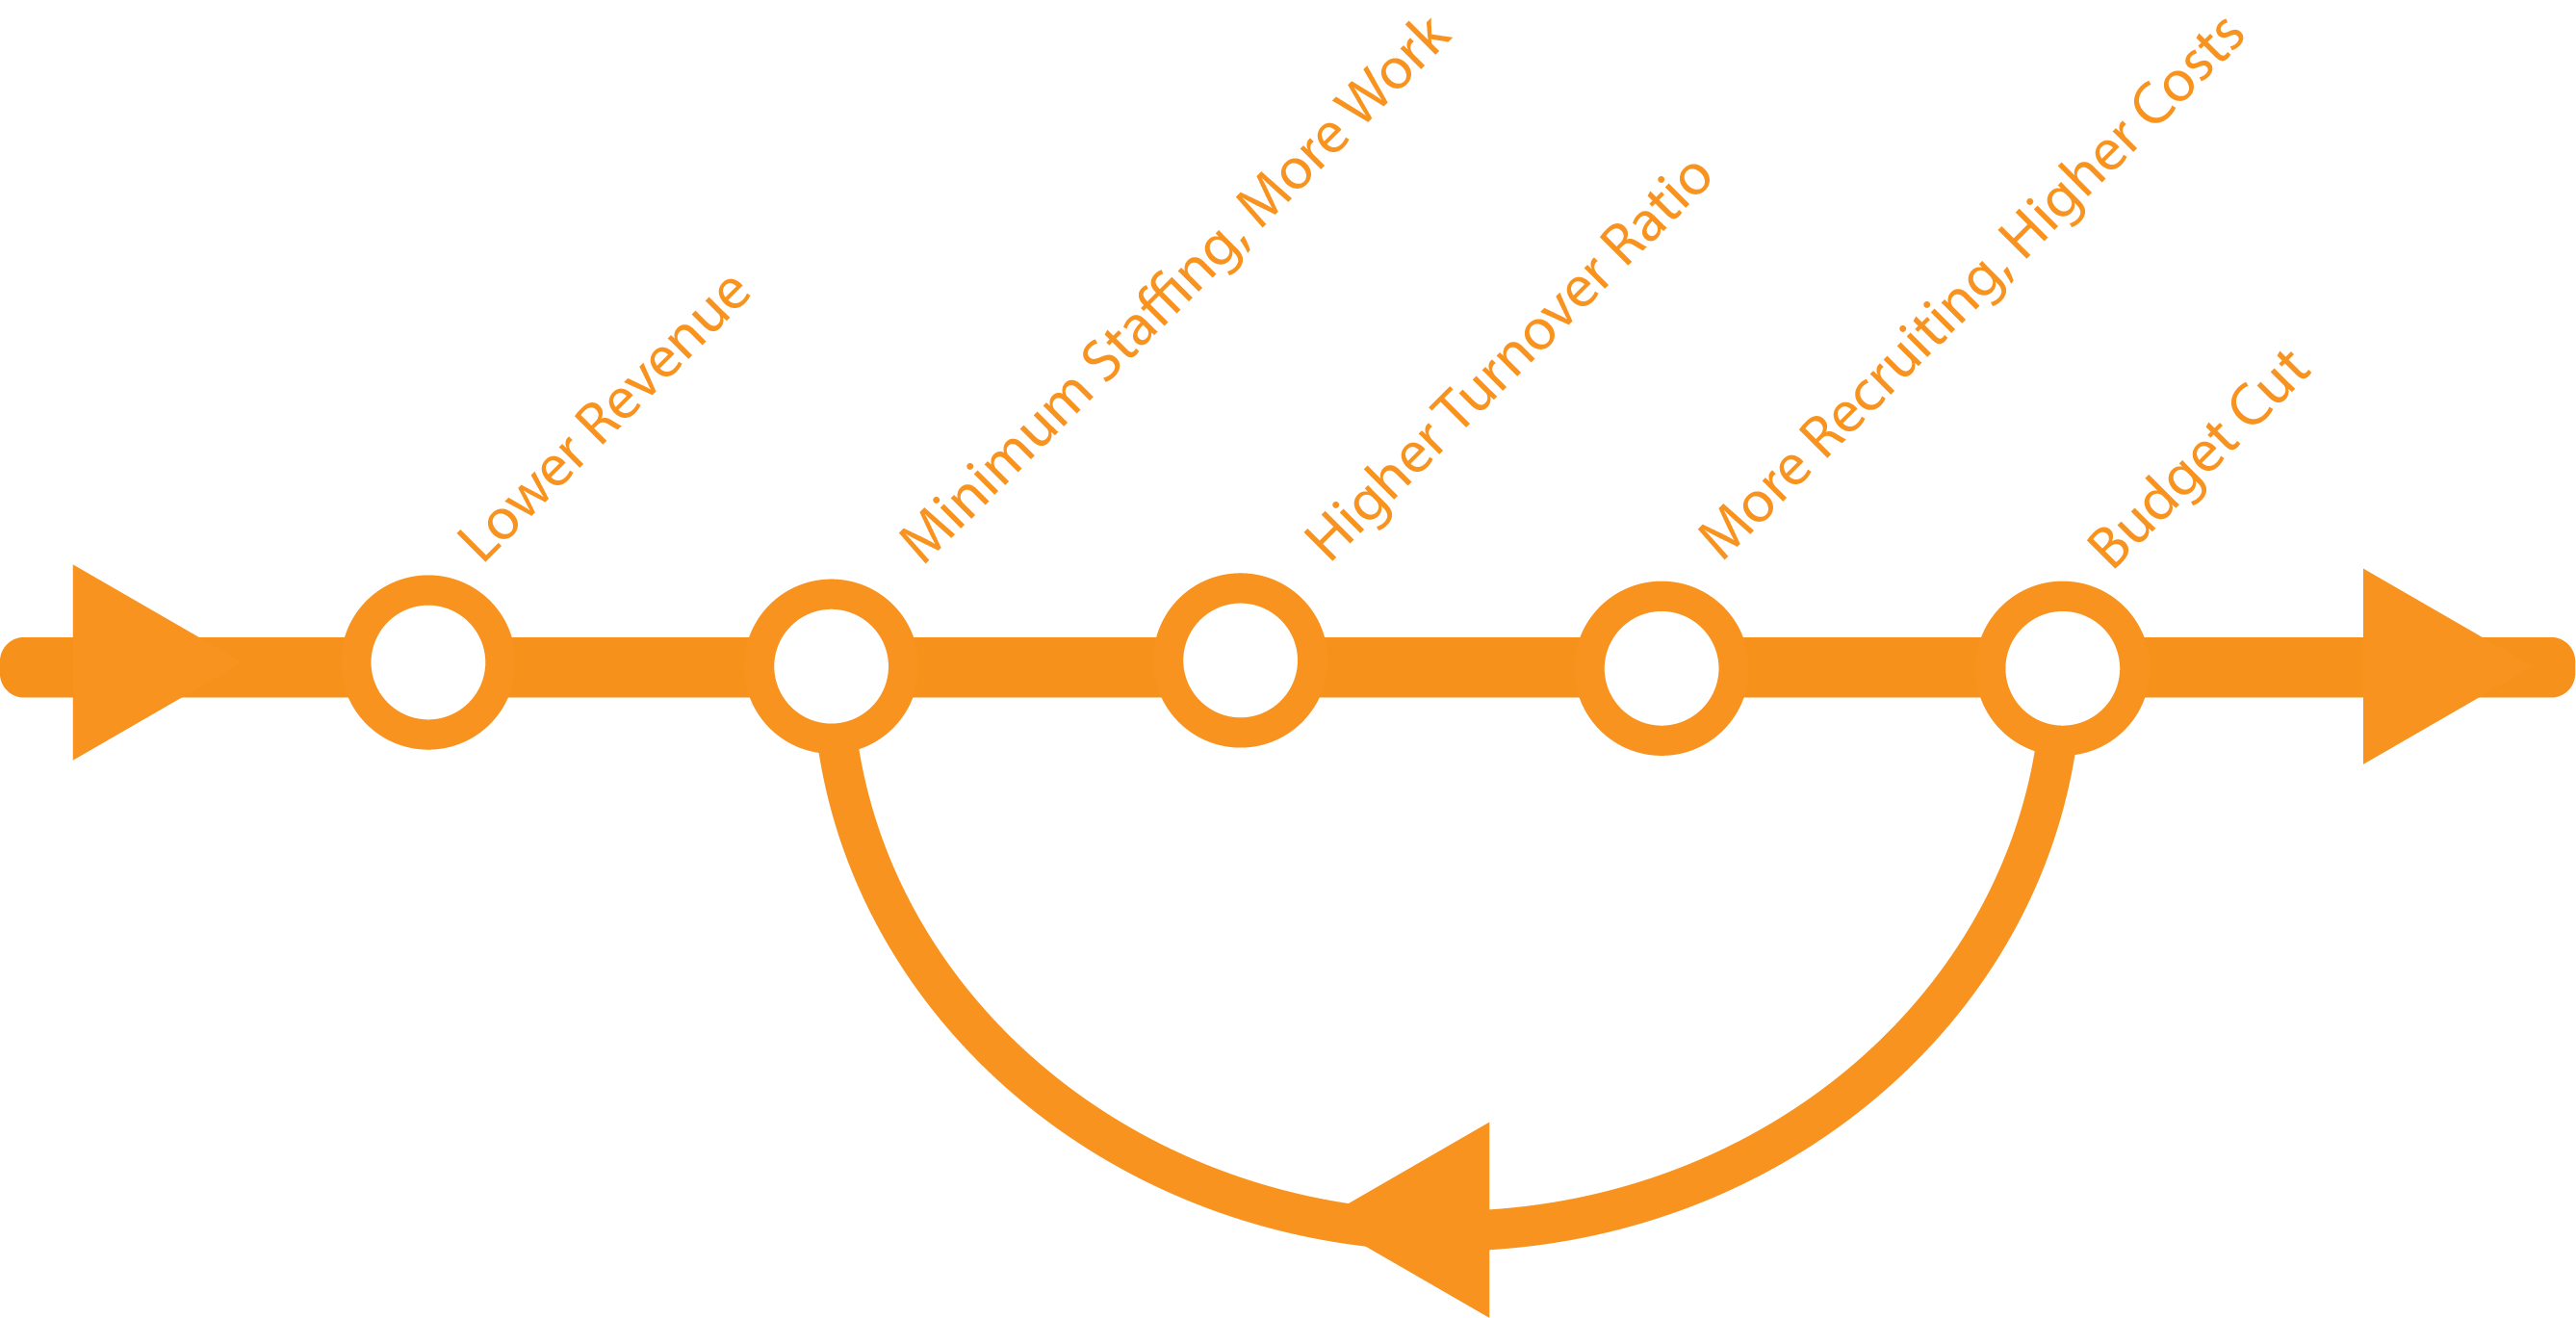 Lower Revenue
Minimum Staffing, More Work
Higher Turnover Ratio
More Recruiting, Higher Costs
Budget Cut